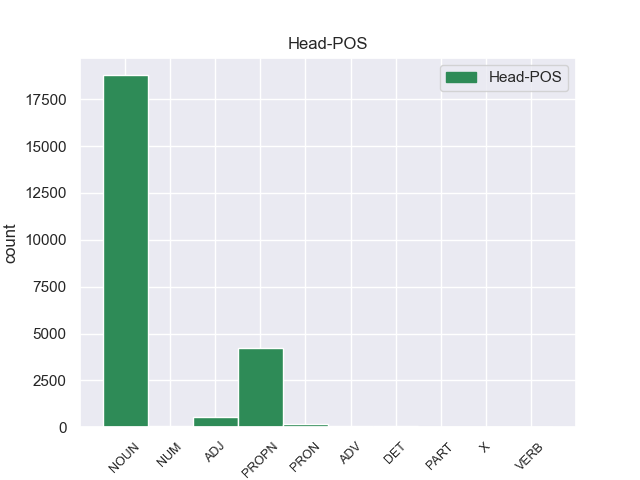 Head-POS
Head-POS
count
17500
15000
12500
10000
7500
5000
2500
0
NOUN
NUM
ADJ
PROPN
PRON
ADV
DET
PART
X
VERB